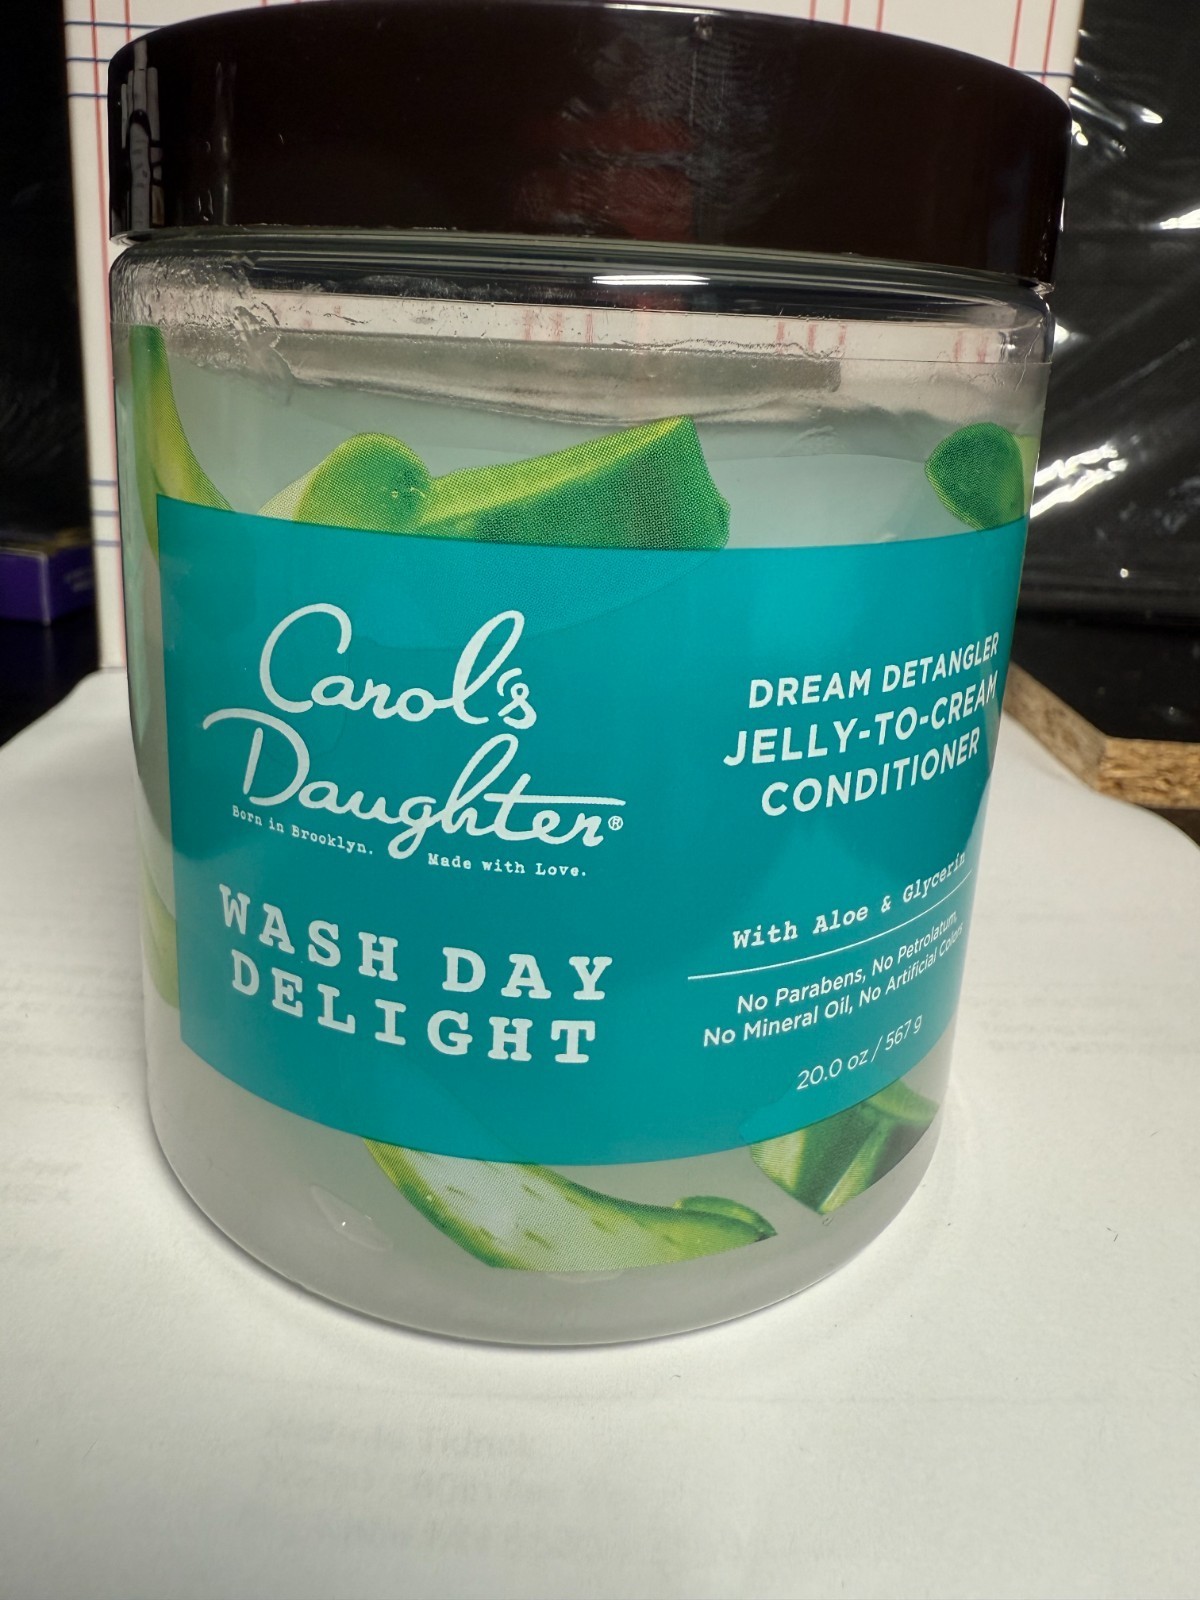 Carol's
Daughter®
Born in Brooklyn. Made with Love.
WASH DAY
DELIGHT
DREAM DETANGLER
JELLY-TO-CREAM
CONDITIONER
With Aloe & Glycerin
No Parabens, No Petrolatum,
No Mineral Oil, No Artificial Colors
20.0 oz / 567 g